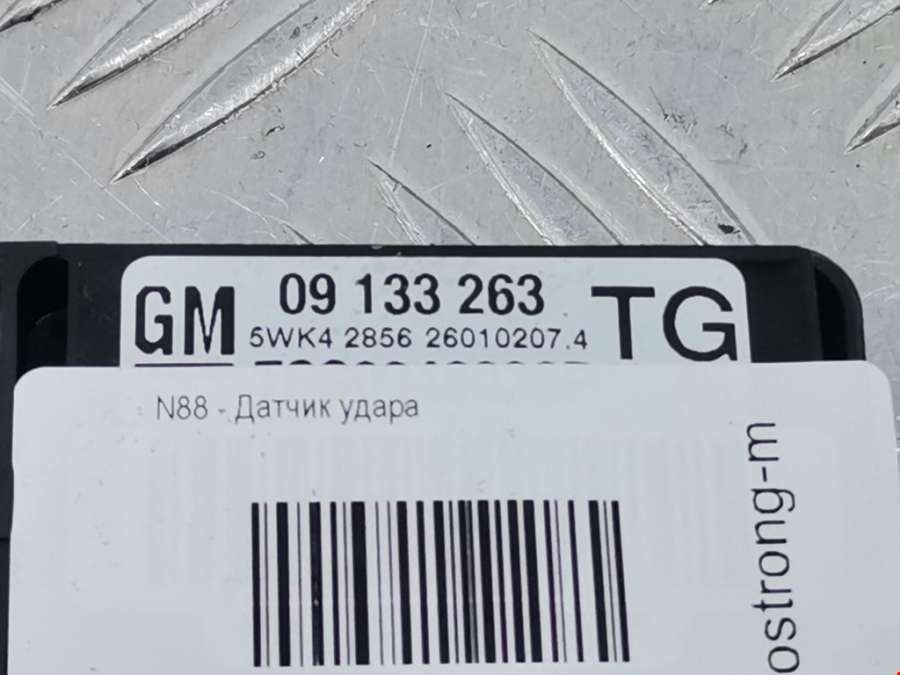 GM 09 133 263 TG
5WK4 2856 26010207.4
N88 - Датчик удара
ostrong-m